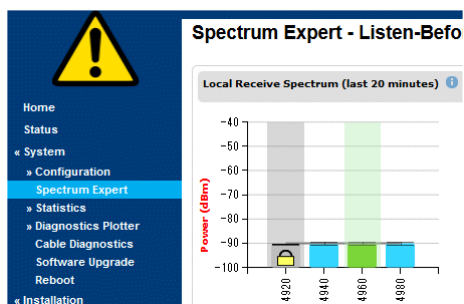 Spectrum Expert - Listen-Befo
Local Receive Spectrum (last 20 minutes) i
Home
Status
« System
» Configuration
Spectrum Expert
» Statistics
» Diagnostics Plotter
Cable Diagnostics
Software Upgrade
Reboot
« Installation
Power (dBm)
-40
-50
-60
-70
-80
-90
-100
4920
4940
4960
4980